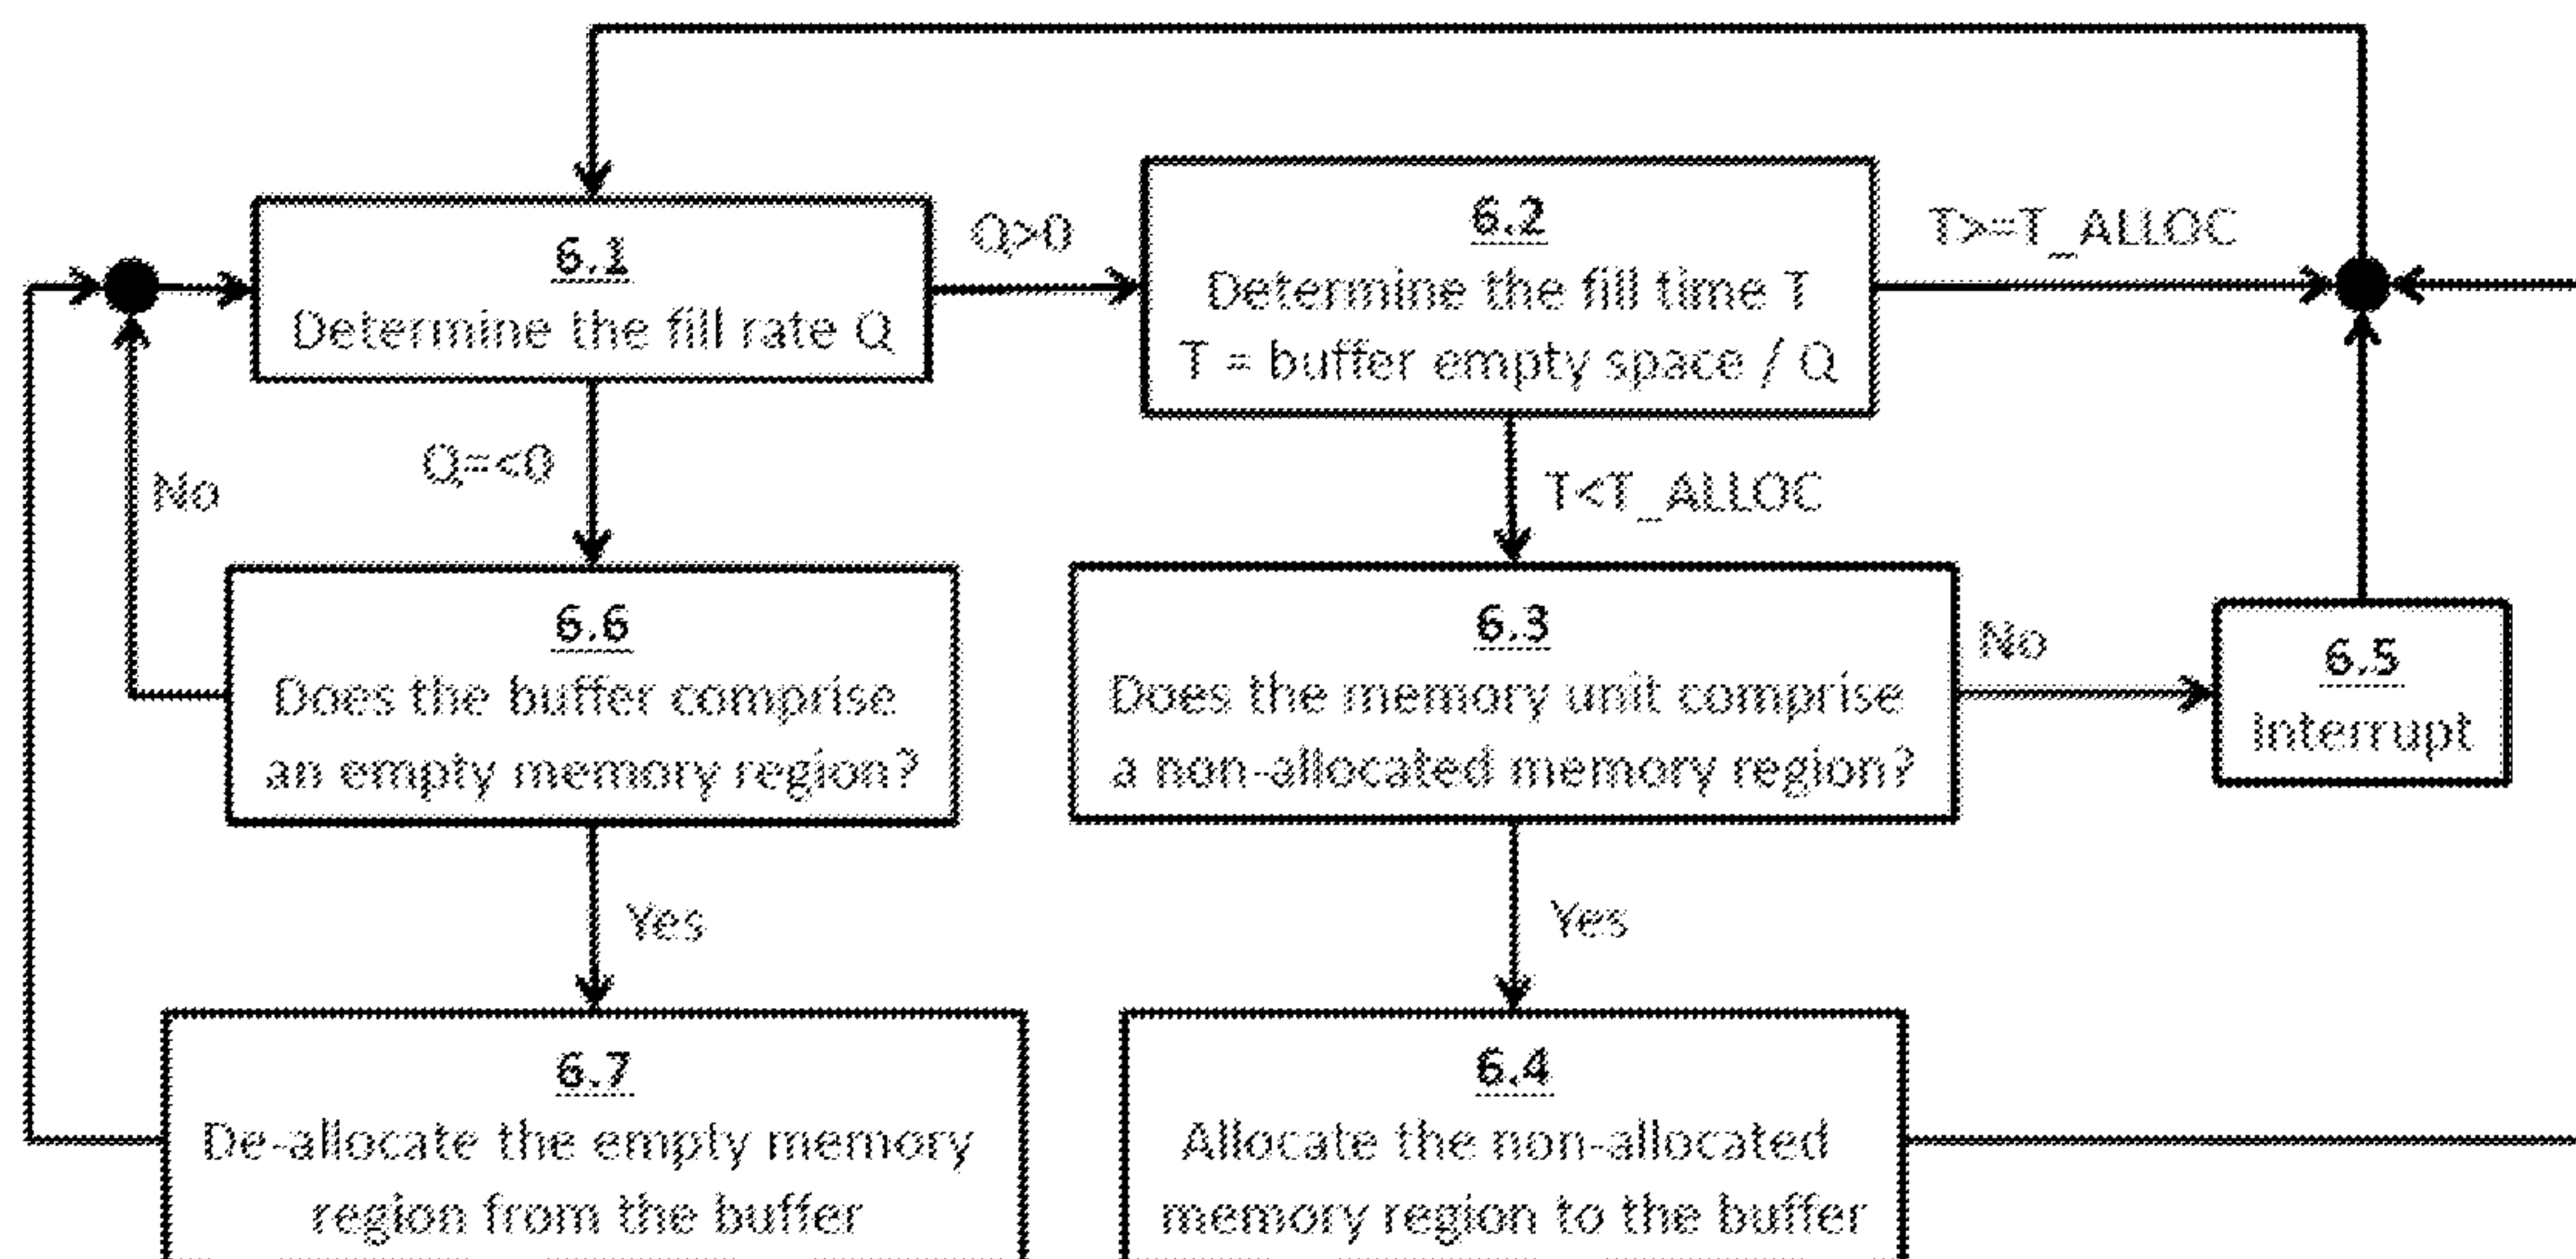 6.1
Determine the fill rate Q
Q>0
6.2
Determine the fill time T
T = buffer empty space / Q
T>=T_ALLOC
Q=<0
No
T<T_ALLOC
6.6
Does the buffer comprise
an empty memory region?
6.3
Does the memory unit comprise
a non-allocated memory region?
No
6.5
Interrupt
Yes
Yes
6.7
De-allocate the empty memory
region from the buffer
6.4
Allocate the non-allocated
memory region to the buffer